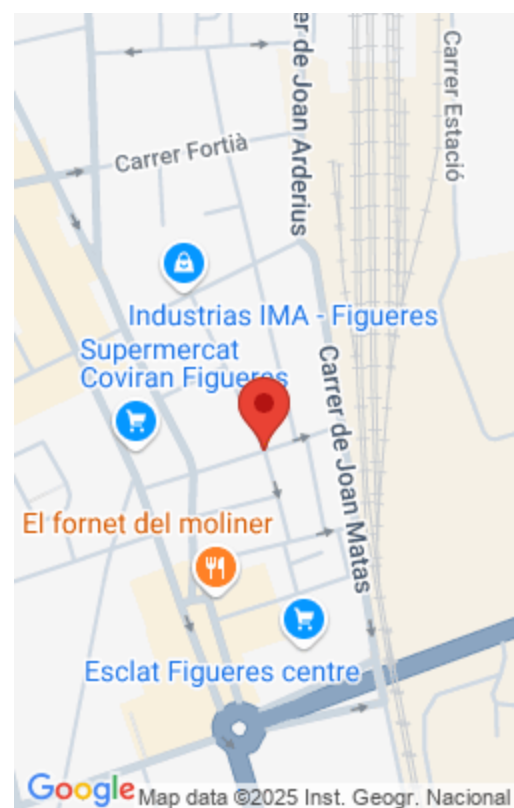 er de Joan Arderius
Carrer Estació
Carrer Fortià
Industrias IMA - Figueres
Supermercat
Coviran Figueres
Carrer de Joan Matas
El fornet del moliner
Esclat Figueres centre
Google Map data ©2025 Inst. Geogr. Nacional